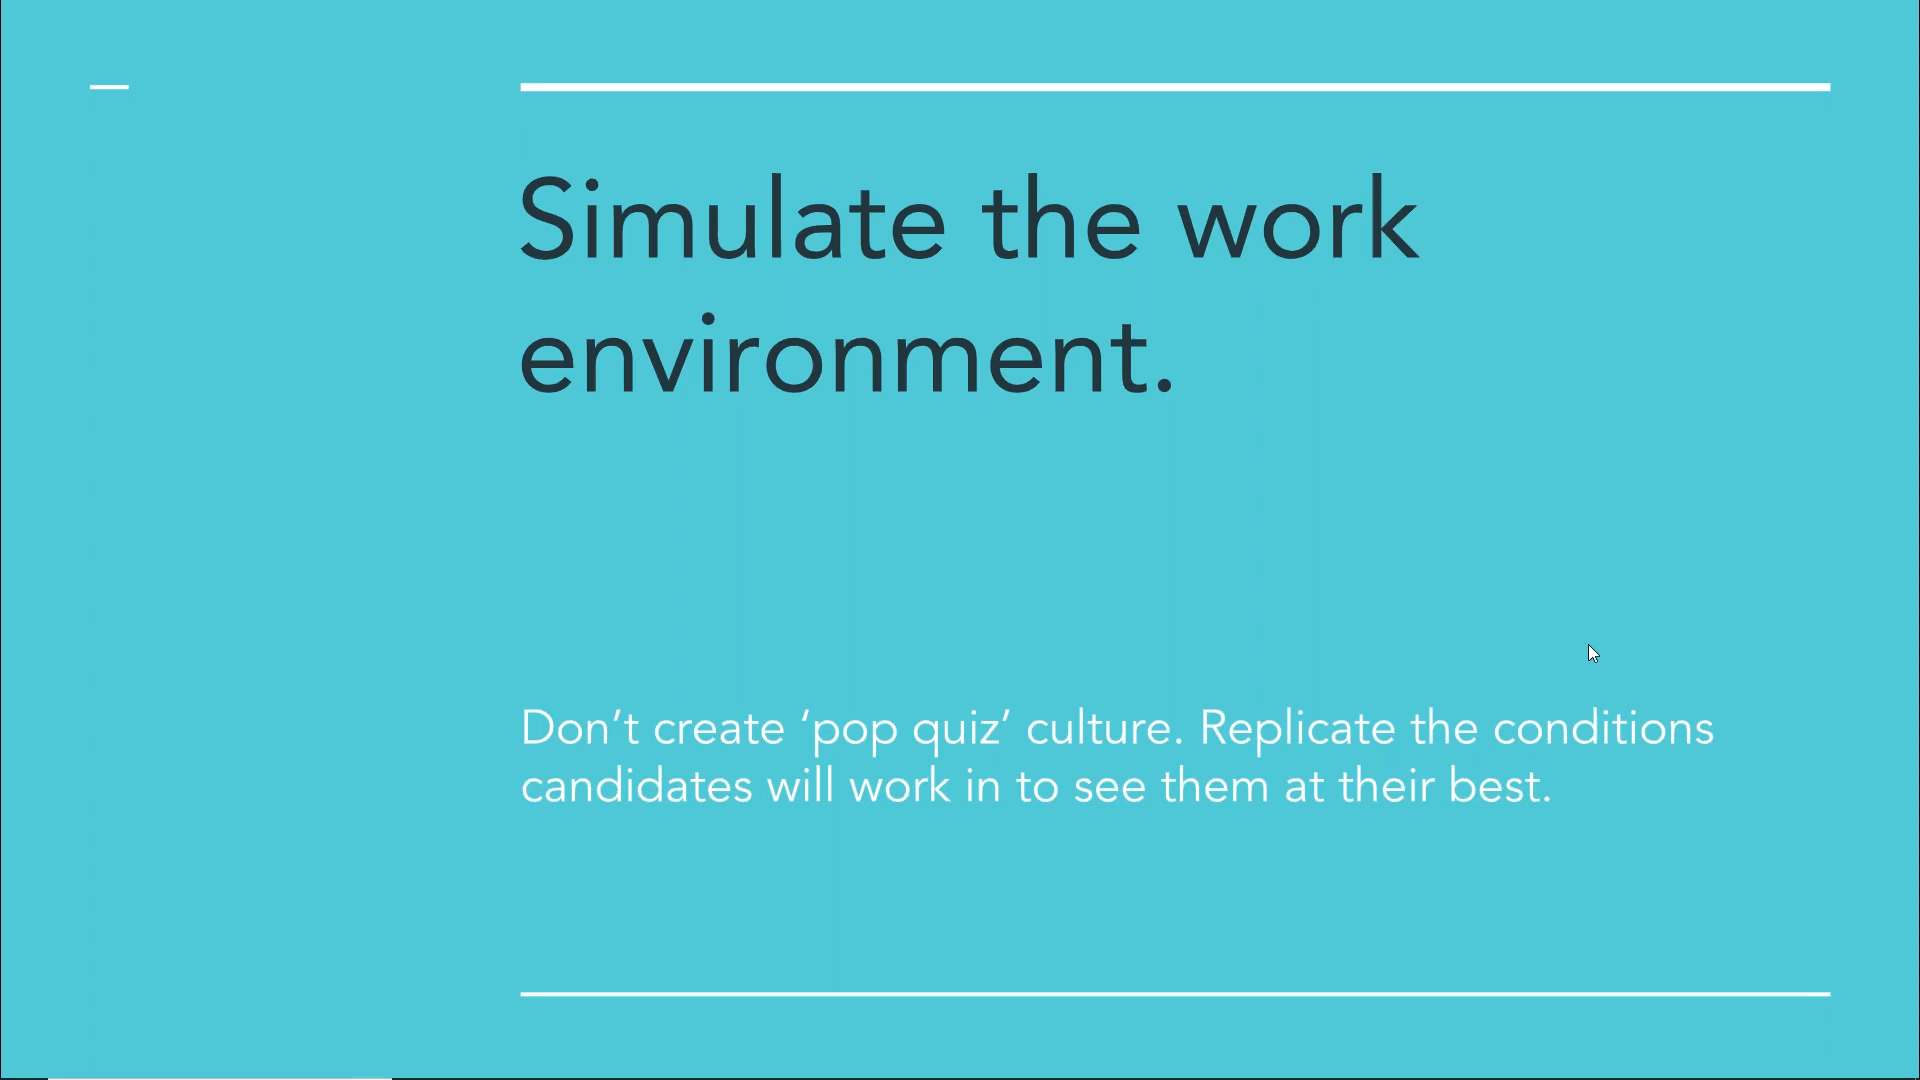 Simulate the work
environment.
Don’t create ‘pop quiz’ culture. Replicate the conditions
candidates will work in to see them at their best.